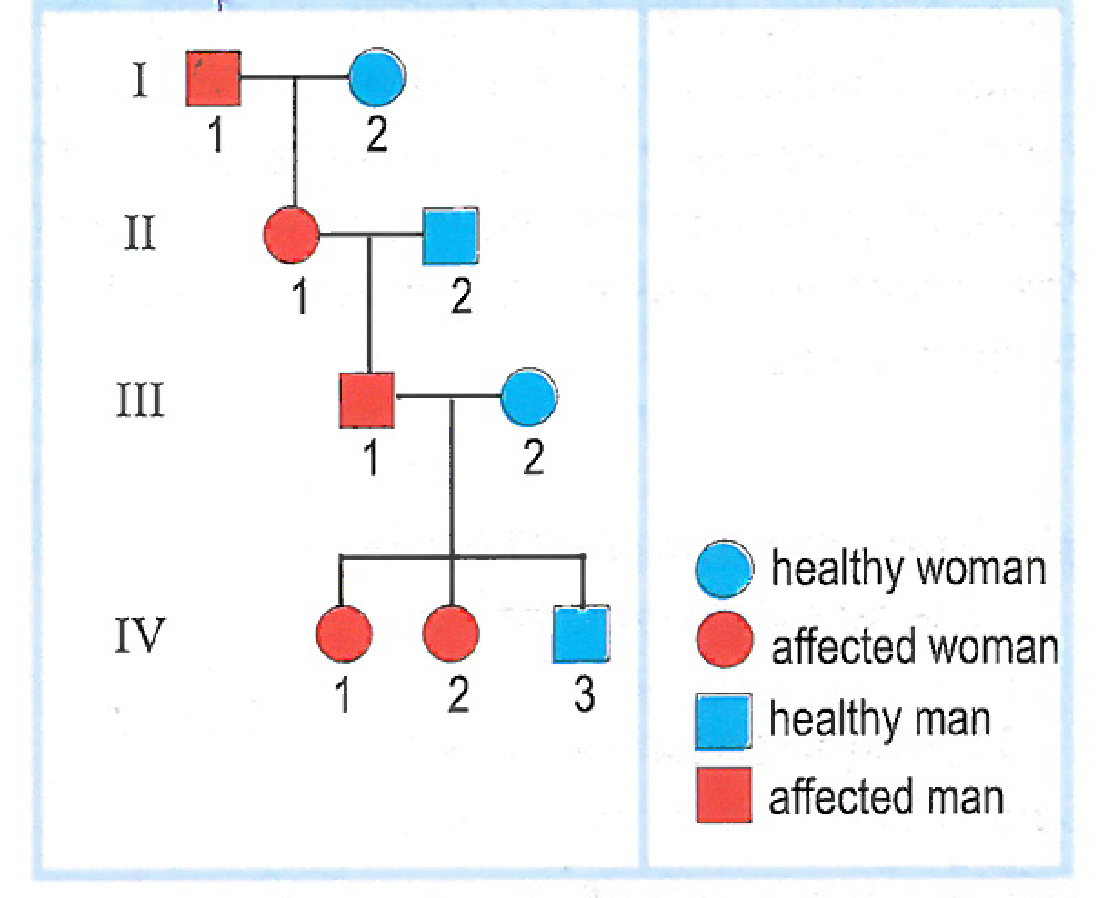 I
1 2
II
1 2
III
1 2
IV
1 2 3
healthy woman
affected woman
healthy man
affected man